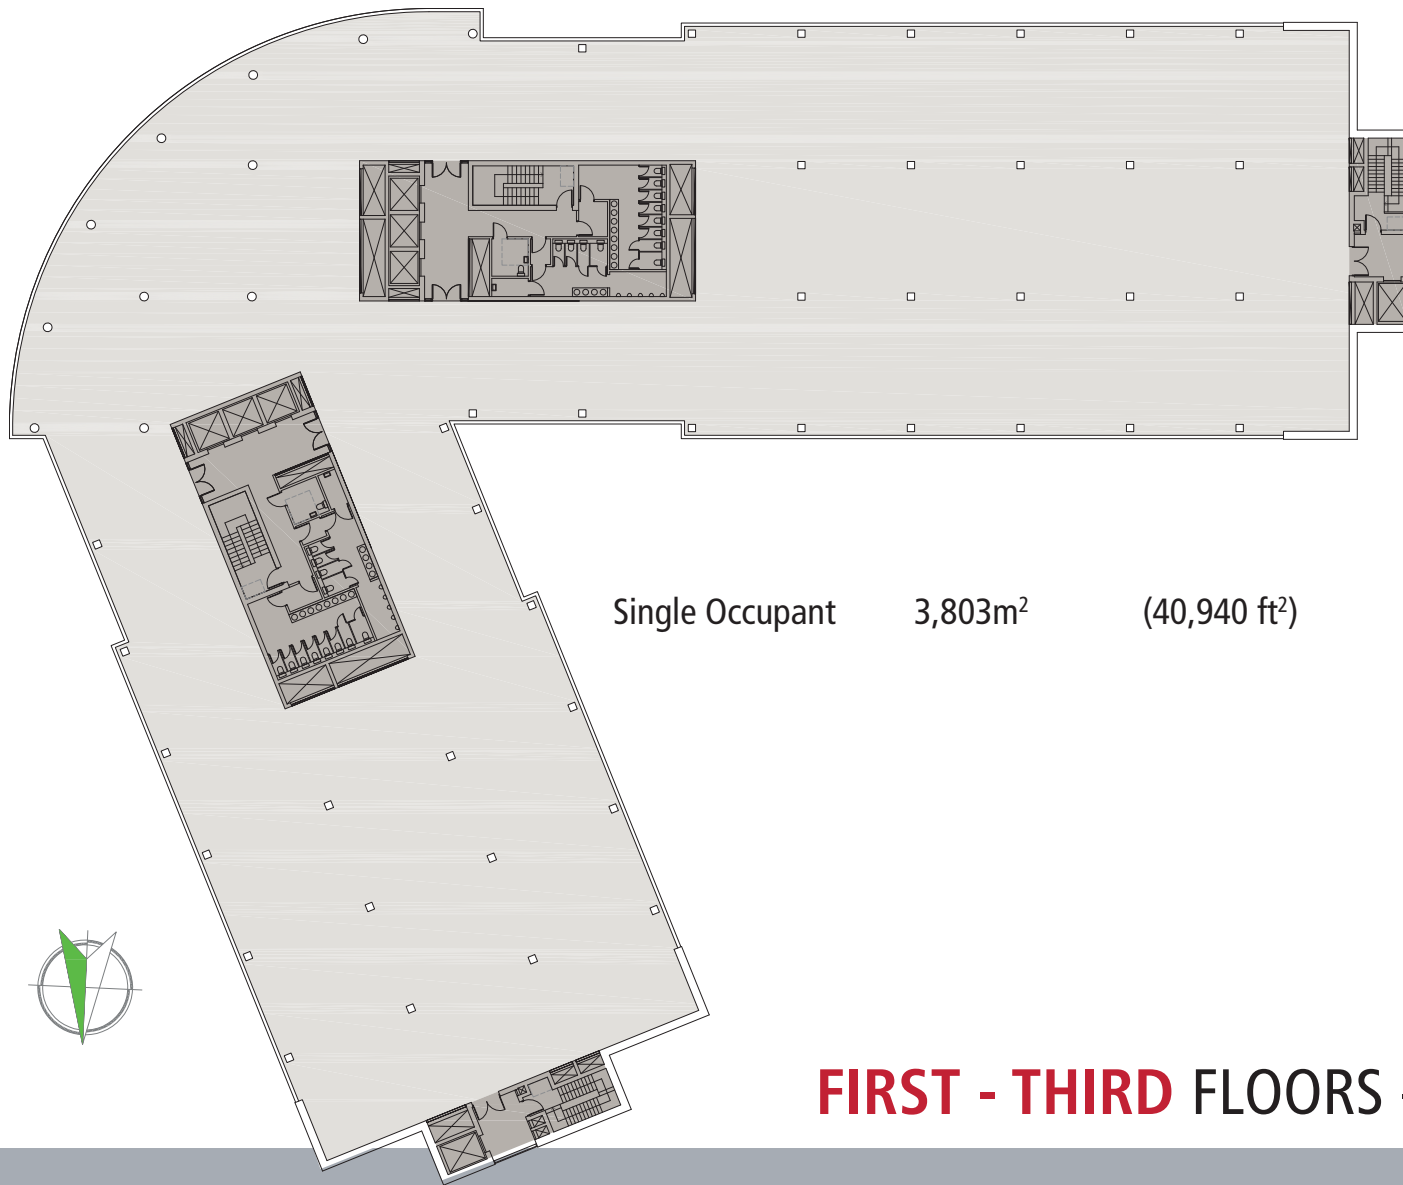 Single Occupant 3,803m² (40,940 ft²)
FIRST - THIRD FLOORS -